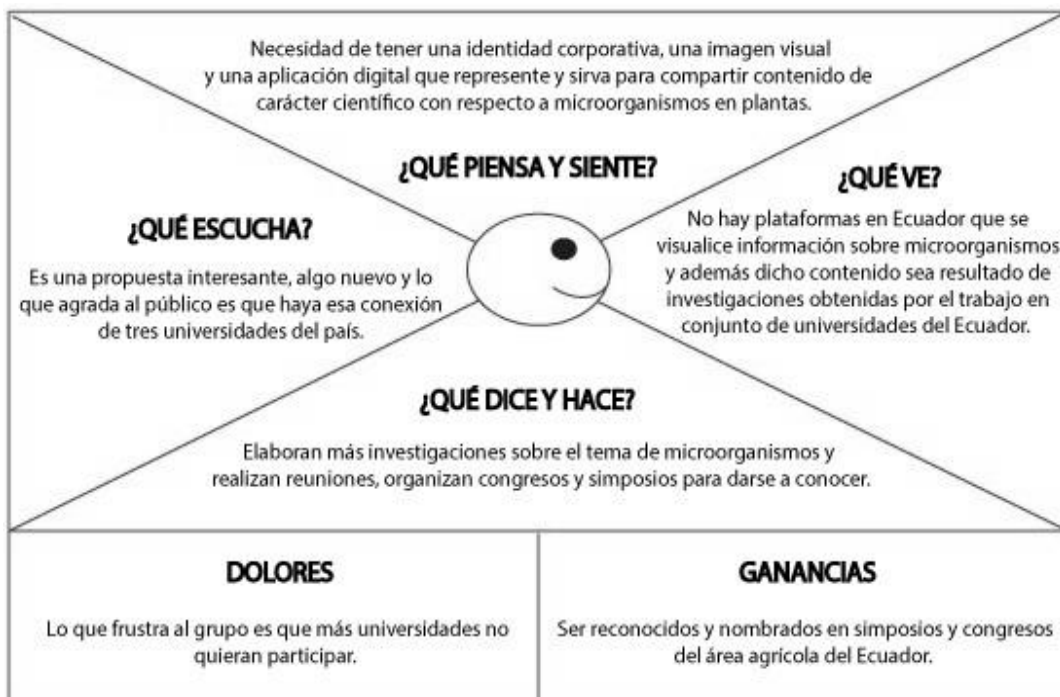 Necesidad de tener una identidad corporativa, una imagen visual
y una aplicación digital que represente y sirva para compartir contenido de
carácter científico con respecto a microorganismos en plantas.
¿QUÉ PIENSA Y SIENTE?
¿QUÉ ESCUCHA?
Es una propuesta interesante, algo nuevo y lo
que agrada al público es que haya esa conexión
de tres universidades del país.
¿QUÉ VE?
No hay plataformas en Ecuador que se
visualice información sobre microorganismos
y además dicho contenido sea resultado de
investigaciones obtenidas por el trabajo en
conjunto de universidades del Ecuador.
¿QUÉ DICE Y HACE?
Elaboran más investigaciones sobre el tema de microorganismos y
realizan reuniones, organizan congresos y simposios para darse a conocer.
DOLORES
Lo que frustra al grupo es que más universidades no
quieran participar.
GANANCIAS
Ser reconocidos y nombrados en simposios y congresos
del área agrícola del Ecuador.